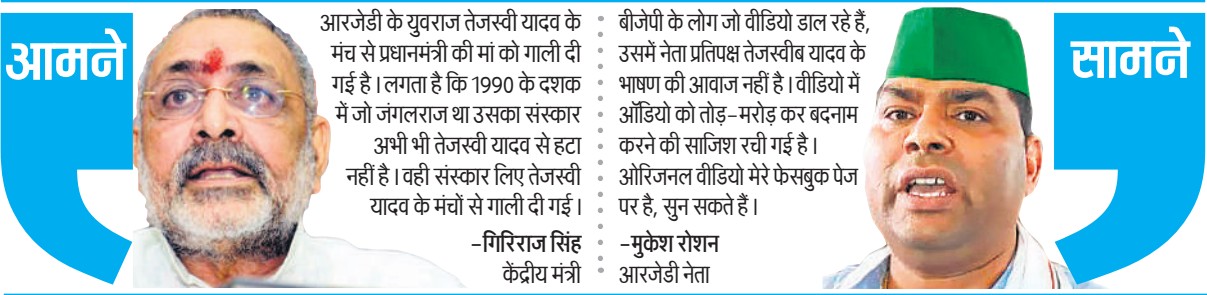 आमने
आरजेडी के युवराज तेजस्वी यादव के
मंच से प्रधानमंत्री की मां को गाली दी
गई है। लगता है कि 1990 के दशक
में जो जंगलराज था उसका संस्कार
अभी भी तेजस्वी यादव से हटा
नहीं है। वही संस्कार लिए तेजस्वी
यादव के मंचों से गाली दी गई।
-गिरिराज सिंह
केंद्रीय मंत्री
बीजेपी के लोग जो वीडियो डाल रहे हैं,
उसमें नेता प्रतिपक्ष तेजस्वीब यादव के
भाषण की आवाज नहीं है। वीडियो में
ऑडियो को तोड़-मरोड़ कर बदनाम
करने की साजिश रची गई है।
ओरिजनल वीडियो मेरे फेसबुक पेज
पर है, सुन सकते हैं।
-मुकेश रोशन
आरजेडी नेता
सामने